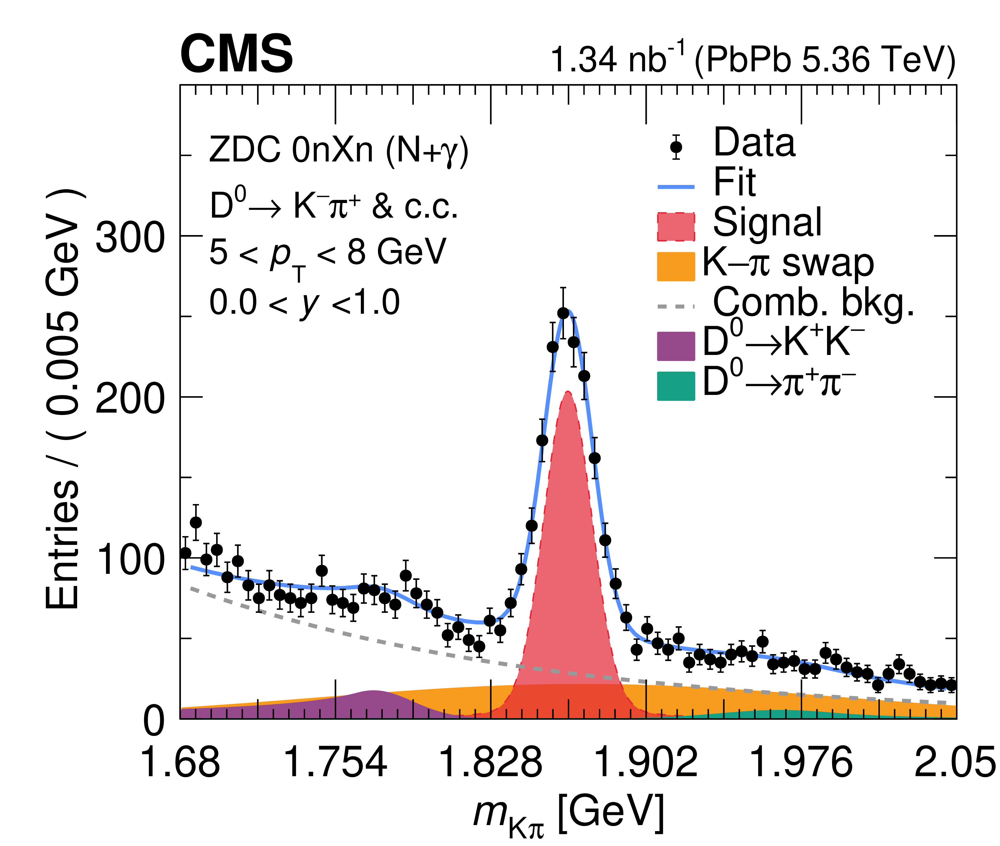 CMS
1.34 nb⁻¹ (PbPb 5.36 TeV)
ZDC 0nXn (N+γ)
D⁰→ K⁻π⁺ & c.c.
5 < p_T < 8 GeV
0.0 < y <1.0
Data
Fit
Signal
K–π swap
Comb. bkg.
D⁰→K⁺K⁻
D⁰→π⁺π⁻
Entries / ( 0.005 GeV )
300
200
100
0
1.68 1.754 1.828 1.902 1.976 2.05
m_Kπ [GeV]